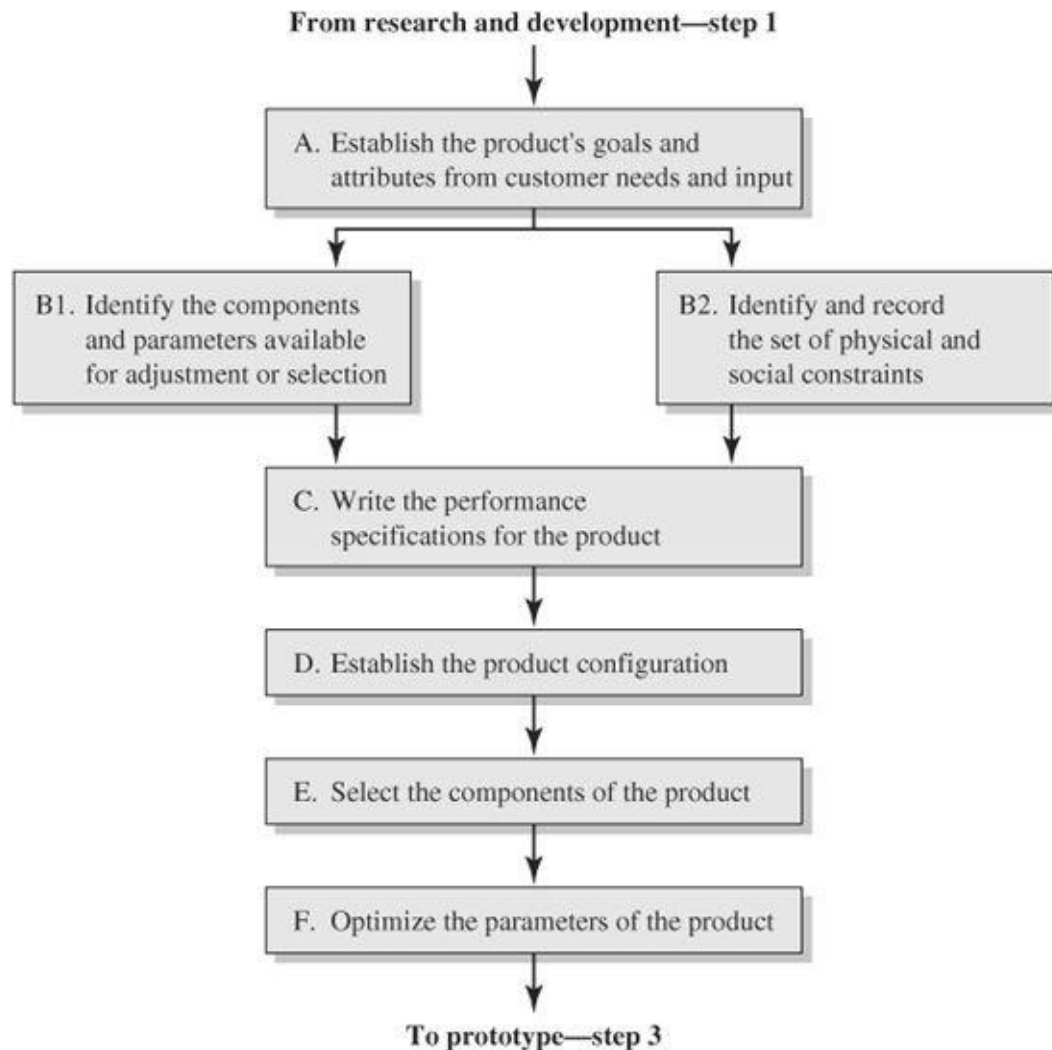 From research and development—step 1
A. Establish the product's goals and
attributes from customer needs and input
B1. Identify the components
and parameters available
for adjustment or selection
B2. Identify and record
the set of physical and
social constraints
C. Write the performance
specifications for the product
D. Establish the product configuration
E. Select the components of the product
F. Optimize the parameters of the product
To prototype—step 3